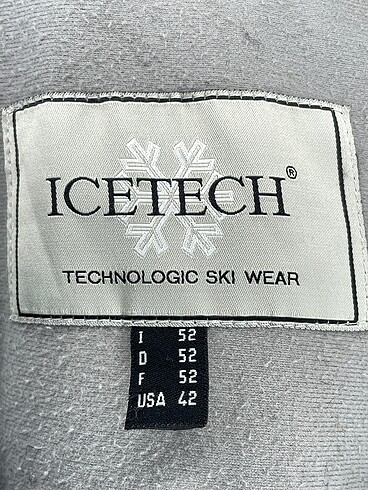 ICETECH®
TECHNOLOGIC SKI WEAR
I 52
D 52
F 52
USA 42